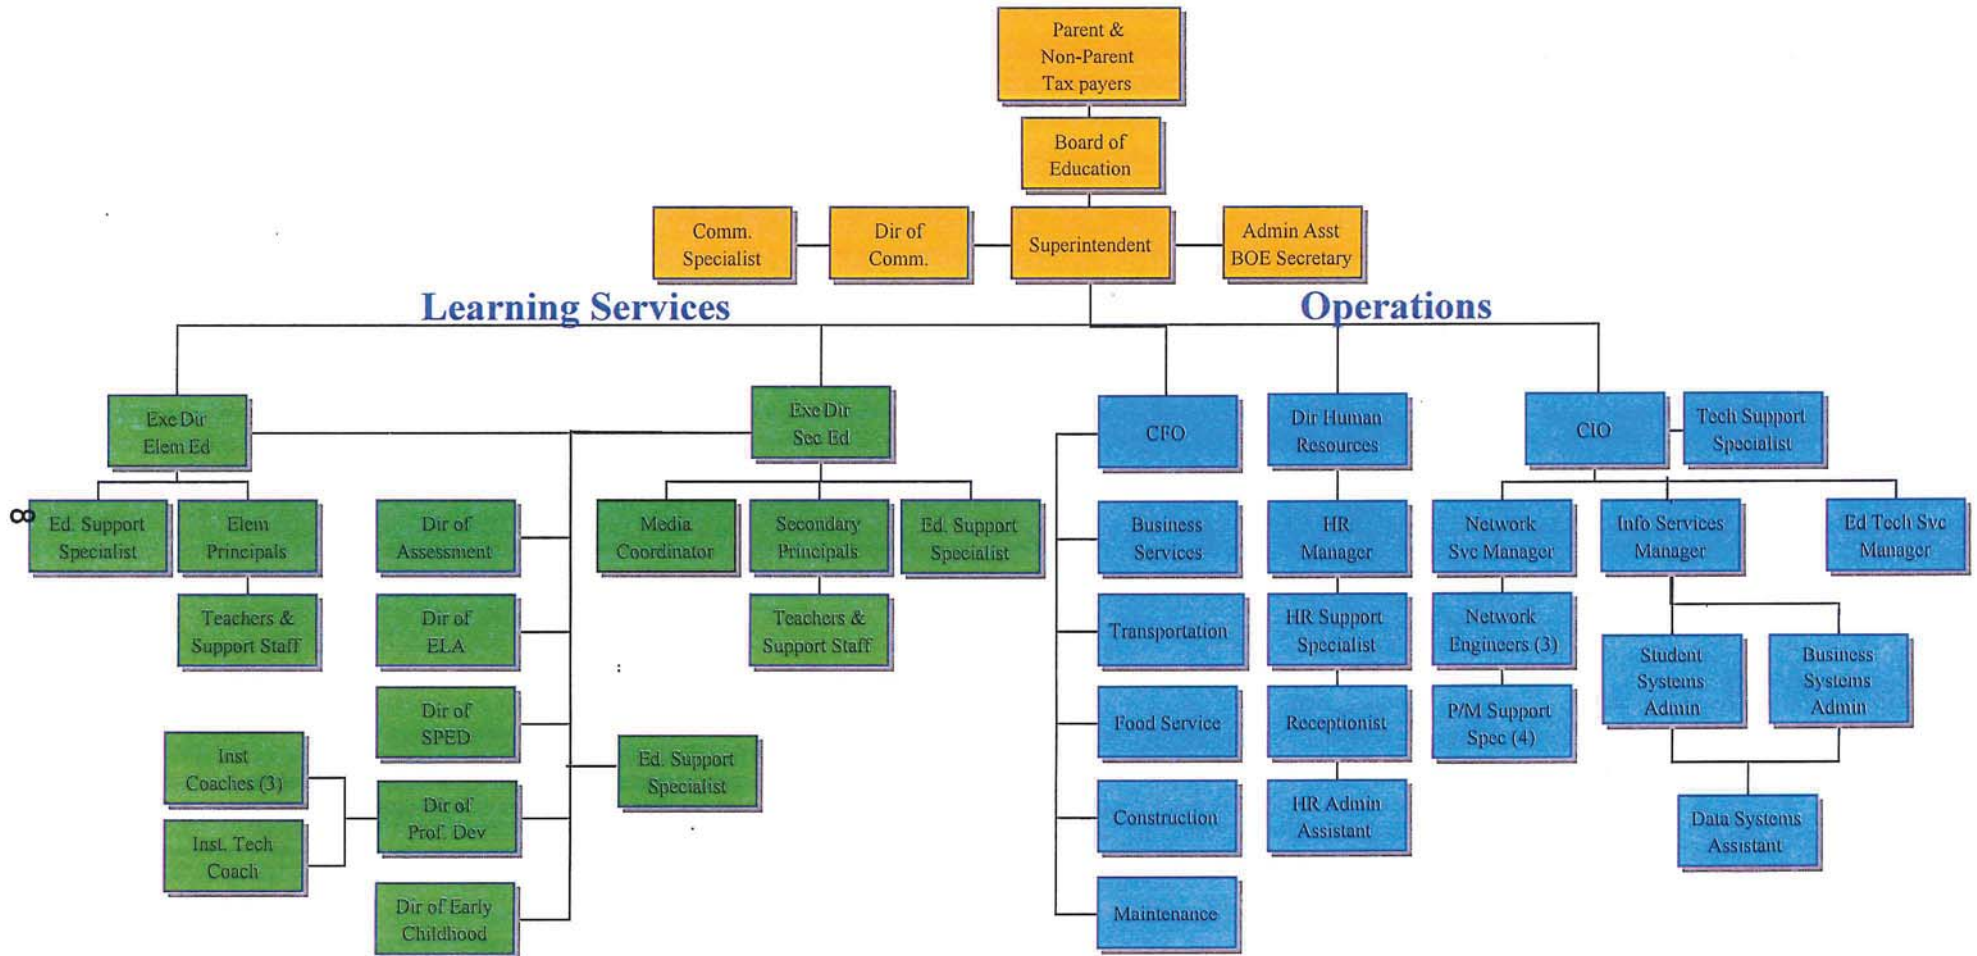 Parent &
Non-Parent
Tax payers
Board of
Education
Comm.
Specialist
Dir of
Comm.
Superintendent
Admin Asst
BOE Secretary
Learning Services
Operations
Exe Dir
Elem Ed
Exe Dir
Sec Ed
CFO
Dir Human
Resources
CIO
Tech Support
Specialist
8
Ed. Support
Specialist
Elem
Principals
Dir of
Assessment
Media
Coordinator
Secondary
Principals
Ed. Support
Specialist
Business
Services
HR
Manager
Network
Svc Manager
Info Services
Manager
Ed Tech Svc
Manager
Teachers &
Support Staff
Dir of
ELA
Teachers &
Support Staff
Transportation
HR Support
Specialist
Network
Engineers (3)
Student
Systems
Admin
Business
Systems
Admin
Dir of
SPED
Food Service
Receptionist
P/M Support
Spec (4)
Inst
Coaches (3)
Ed. Support
Specialist
Dir of
Prof. Dev
Construction
HR Admin
Assistant
Data Systems
Assistant
Inst. Tech
Coach
Dir of Early
Childhood
Maintenance